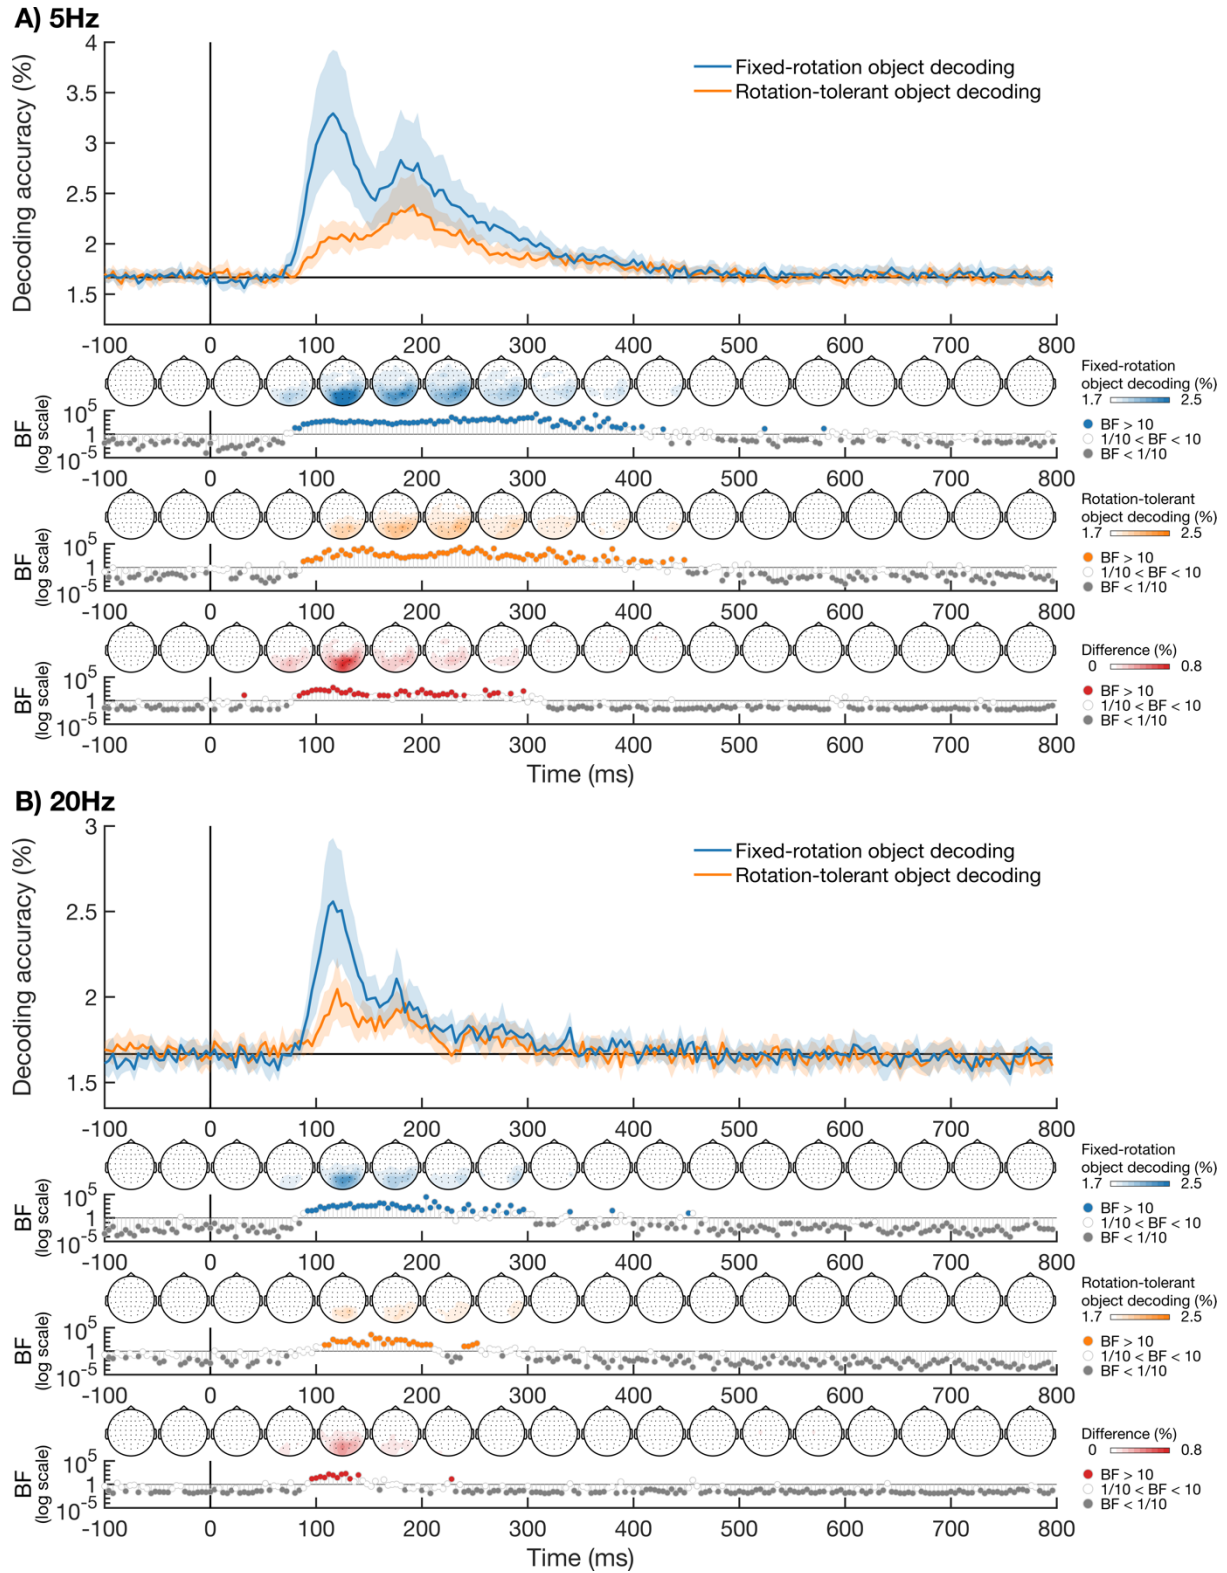 A) 5Hz
Decoding accuracy (%)
4
3.5
3
2.5
2
1.5
Fixed-rotation object decoding
Rotation-tolerant object decoding
-100 0 100 200 300 400 500 600 700 800
Fixed-rotation
object decoding (%)
1.7 2.5
BF
(log scale)
10^5
1
10^-5
BF > 10
1/10 < BF < 10
BF < 1/10
-100 0 100 200 300 400 500 600 700 800
Rotation-tolerant
object decoding (%)
1.7 2.5
BF
(log scale)
10^5
1
10^-5
BF > 10
1/10 < BF < 10
BF < 1/10
-100 0 100 200 300 400 500 600 700 800
Difference (%)
0 0.8
BF
(log scale)
10^5
1
10^-5
BF > 10
1/10 < BF < 10
BF < 1/10
-100 0 100 200 300 400 500 600 700 800
Time (ms)
B) 20Hz
Decoding accuracy (%)
3
2.5
2
1.5
Fixed-rotation object decoding
Rotation-tolerant object decoding
-100 0 100 200 300 400 500 600 700 800
Fixed-rotation
object decoding (%)
1.7 2.5
BF
(log scale)
10^5
1
10^-5
BF > 10
1/10 < BF < 10
BF < 1/10
-100 0 100 200 300 400 500 600 700 800
Rotation-tolerant
object decoding (%)
1.7 2.5
BF
(log scale)
10^5
1
10^-5
BF > 10
1/10 < BF < 10
BF < 1/10
-100 0 100 200 300 400 500 600 700 800
Difference (%)
0 0.8
BF
(log scale)
10^5
1
10^-5
BF > 10
1/10 < BF < 10
BF < 1/10
-100 0 100 200 300 400 500 600 700 800
Time (ms)